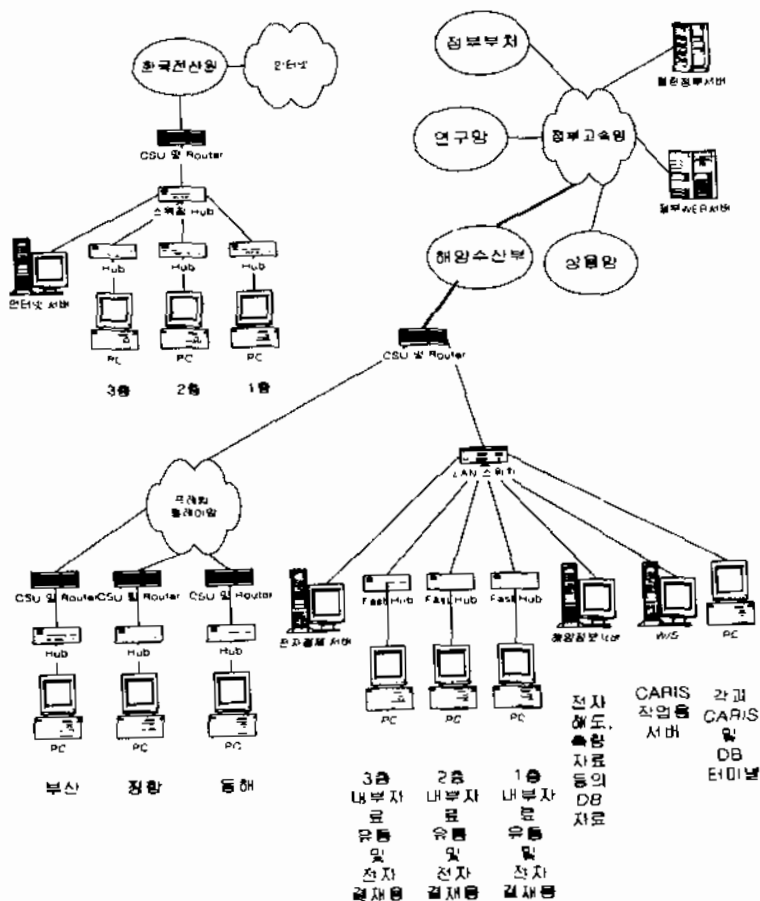 한국전산원
인터넷
CSU 및 Router
스위칭 Hub
인터넷 서버
Hub
Hub
Hub
PC
PC
PC
3층
2층
1층
정부부처
연구망
정부고속망
정부WEB서버
해양수산부
상용망
CSU 및 Router
프레임
릴레이망
CSU 및 Router
CSU 및 Router
CSU 및 Router
Hub
Hub
Hub
PC
PC
PC
부산
동해
LAN 스위치
전자결재 서버
Fast Hub
Fast Hub
Fast Hub
PC
PC
PC
해양정보서버
W/S
PC
3층
내부자
료
유통
및
전자
결재용
2층
내부자
료
유통
및
전자
결재용
1층
내부자
료
유통
및
전자
결재용
전자
해도,
측량
자료
등의
DB
자료
CARIS
작업용
서버
각과
CARIS
및
DB
터미널